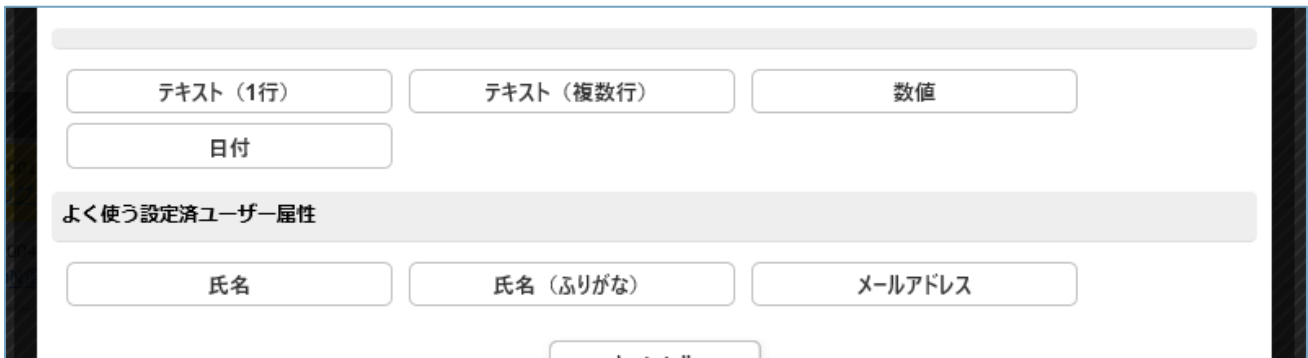 テキスト（1行） テキスト（複数行） 数値
日付
よく使う設定済ユーザー属性
氏名 氏名（ふりがな） メールアドレス